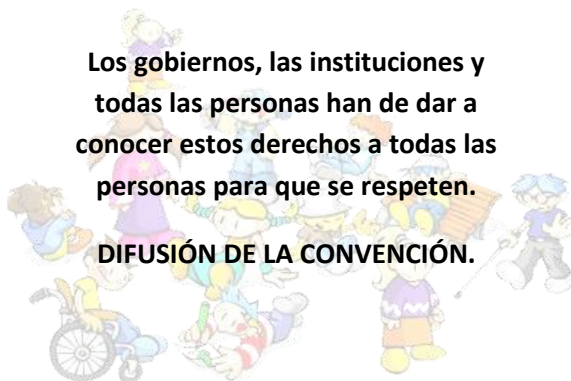 Los gobiernos, las instituciones y
todas las personas han de dar a
conocer estos derechos a todas las
personas para que se respeten.
DIFUSIÓN DE LA CONVENCIÓN.